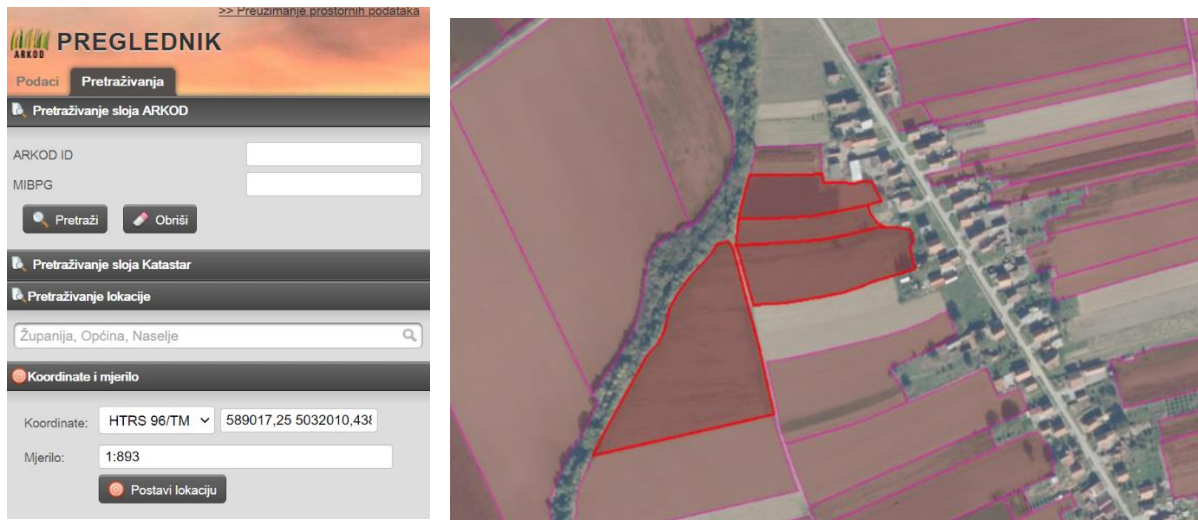 >> Preuzimanje prostornih podataka
ARKOD PREGLEDNIK
Podaci Pretraživanja
Pretraživanje sloja ARKOD
ARKOD ID
MIBPG
Pretraži Obriši
Pretraživanje sloja Katastar
Pretraživanje lokacije
Županija, Općina, Naselje
Koordinate i mjerilo
Koordinate: HTRS 96/TM 589017,25 5032010,438
Mjerilo: 1:893
Postavi lokaciju